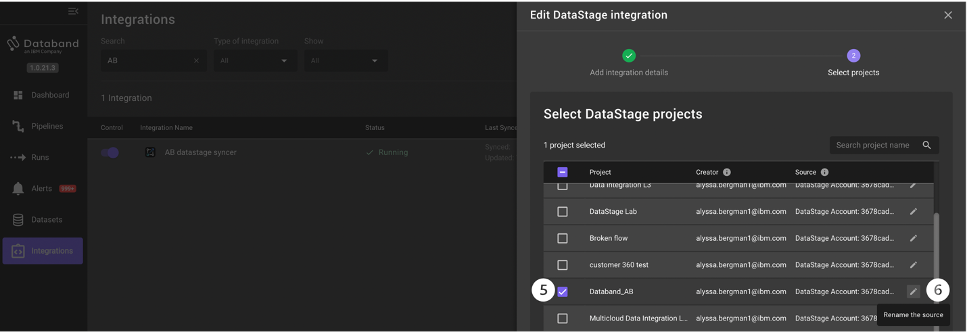 Databand
an IBM Company
1.0.21.3
Dashboard
Pipelines
Runs
Alerts 999+
Datasets
Integrations
Integrations
Search Type of integration Show
AB × All All
1 Integration
Control Integration Name Status Last Sync
AB datastage syncer Running Synced:
Updated
Edit DataStage integration
2
Add integration details Select projects
Select DataStage projects
1 project selected Search project name
Project Creator Source
Data Integration L3 alyssa.bergman1@ibm.com DataStage Account: 3678cad...
DataStage Lab alyssa.bergman1@ibm.com DataStage Account: 3678cad...
Broken flow alyssa.bergman1@ibm.com DataStage Account: 3678cad...
customer 360 test alyssa.bergman1@ibm.com DataStage Account: 3678cad...
5 Databand_AB alyssa.bergman1@ibm.com DataStage Account: 3678cad... 6
Rename the source
Multicloud Data Integration L... alyssa.bergman1@ibm.com DataStage Account: 3678